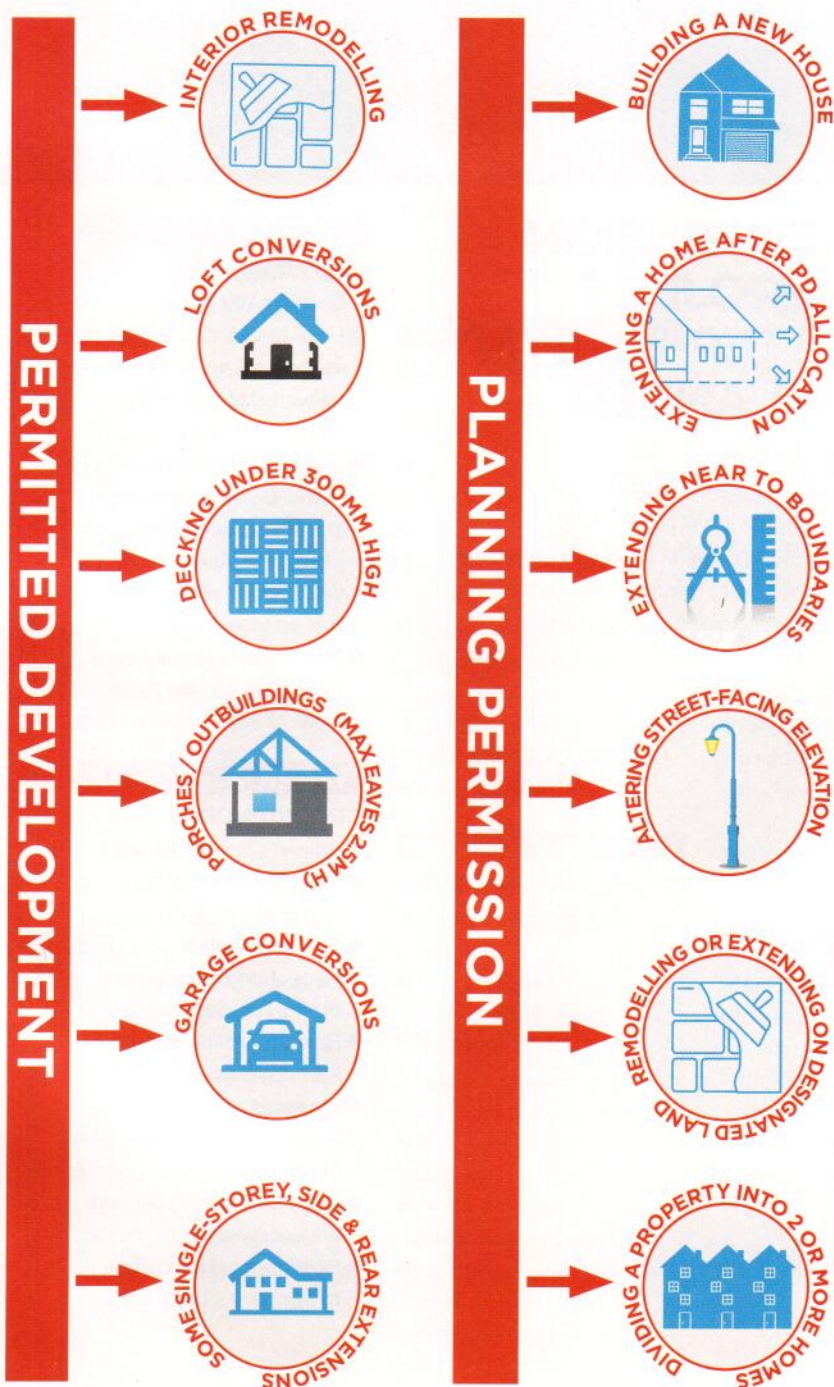 PERMITTED DEVELOPMENT
INTERIOR REMODELLING
LOFT CONVERSIONS
DECKING UNDER 300MM HIGH
PORCHES / OUTBUILDINGS (MAX EAVES 2.5M H)
GARAGE CONVERSIONS
SOME SINGLE-STOREY, SIDE & REAR EXTENSIONS
PLANNING PERMISSION
BUILDING A NEW HOUSE
EXTENDING A HOME AFTER PD ALLOCATION
EXTENDING NEAR TO BOUNDARIES
ALTERING STREET-FACING ELEVATION
REMODELLING OR EXTENDING ON DESIGNATED LAND
DIVIDING A PROPERTY INTO 2 OR MORE HOMES